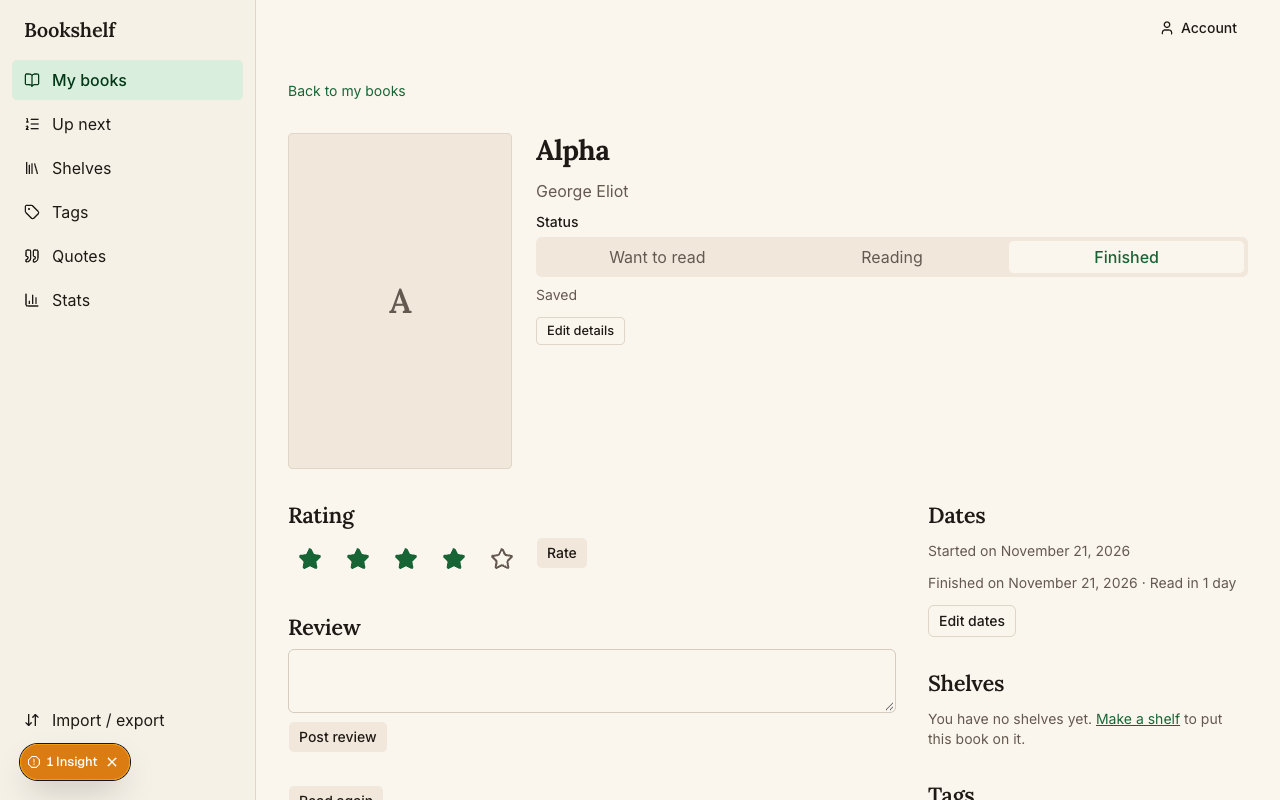 Bookshelf
My books
Up next
Shelves
Tags
Quotes
Stats
Import / export
1 Insight
Account
Back to my books
A
Alpha
George Eliot
Status
Want to read
Reading
Finished
Saved
Edit details
Rating
Rate
Review
Post review
Read again
Dates
Started on November 21, 2026
Finished on November 21, 2026 · Read in 1 day
Edit dates
Shelves
You have no shelves yet. Make a shelf to put
this book on it.
Tags